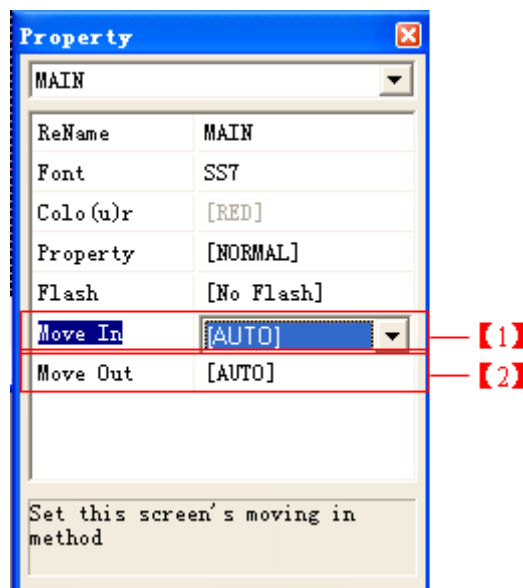 Property
MAIN
ReName MAIN
Font SS7
Colo(u)r [RED]
Property [NORMAL]
Flash [No Flash]
Move In [AUTO] 【1】
Move Out [AUTO] 【2】
Set this screen's moving in
method